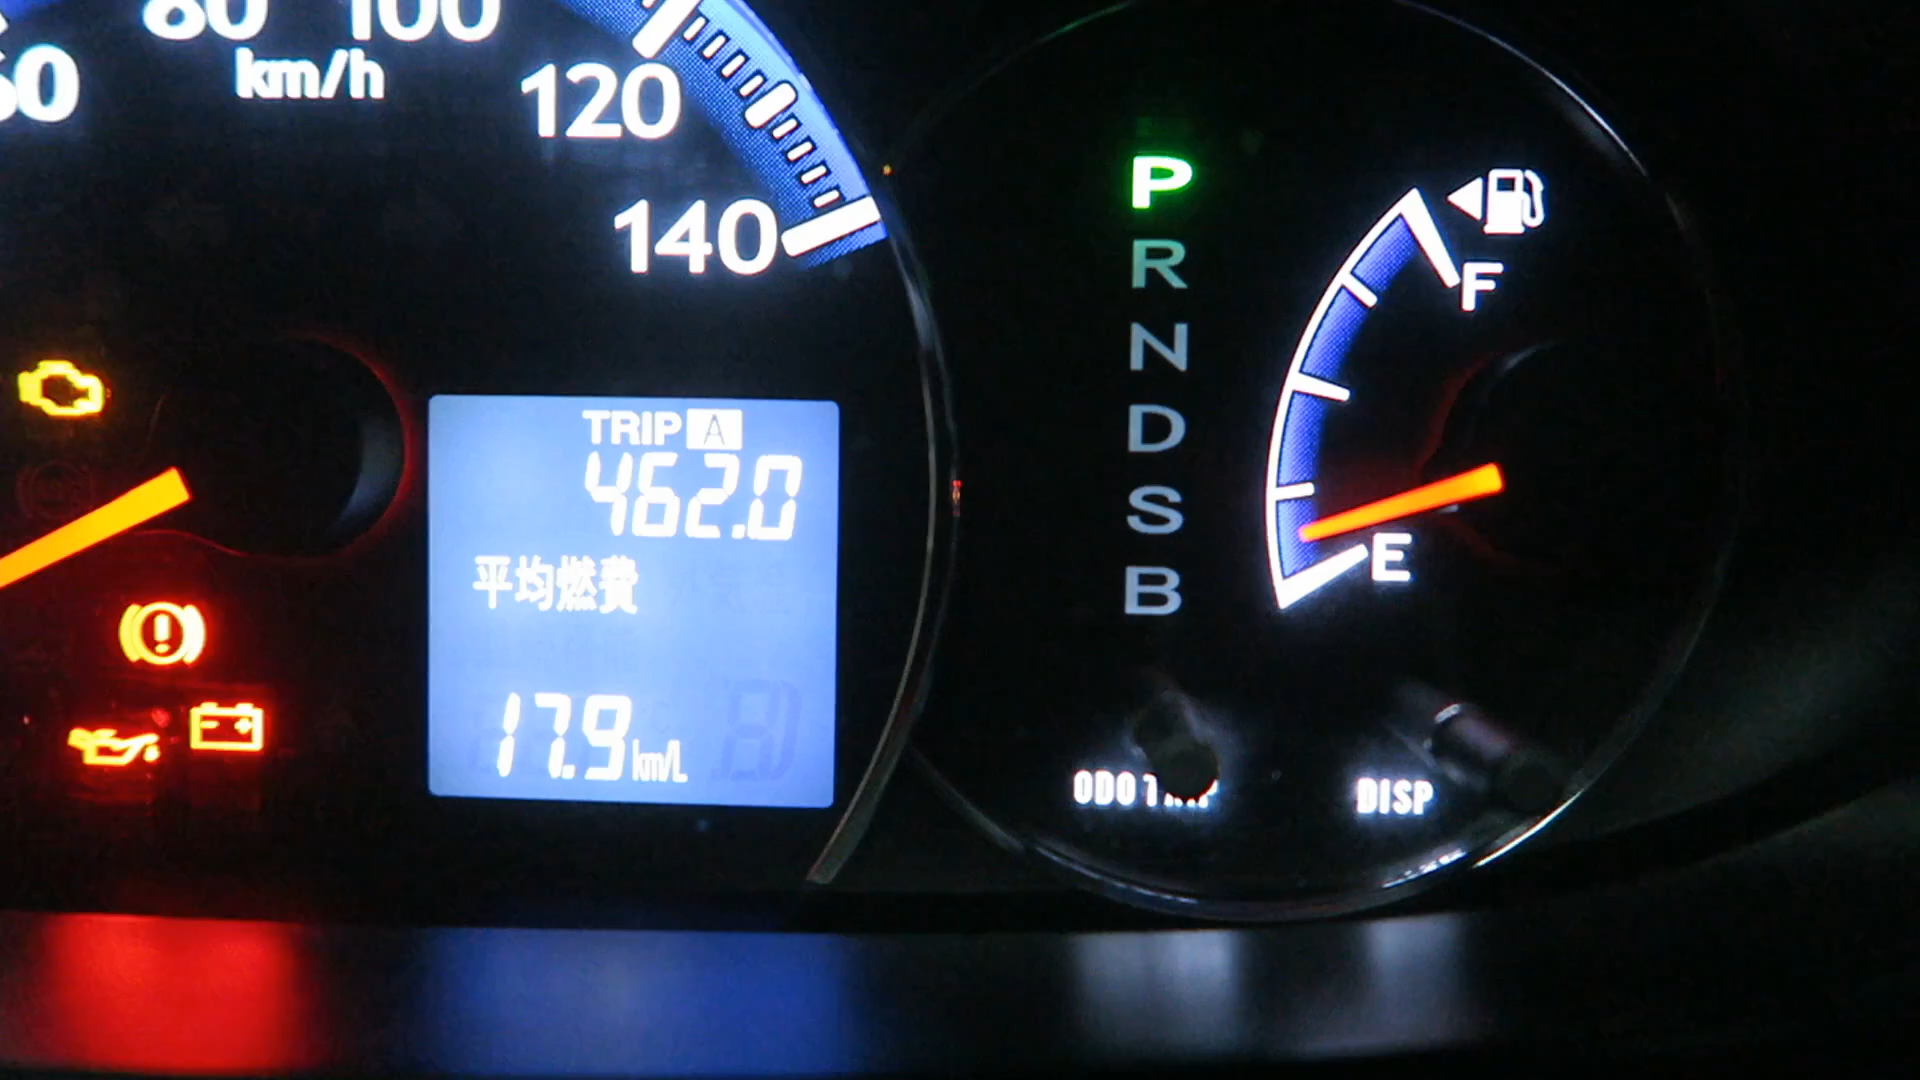 80 100
60 km/h
120
140
P
R
N
D
S
B
F
E
TRIP A
462.0
平均燃費
17.9 km/L
ODO TRIP
DISP